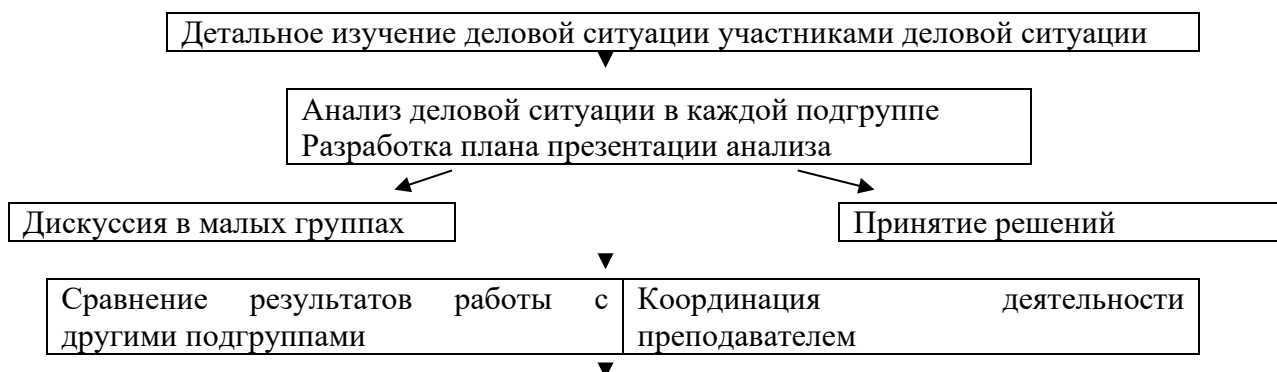 Детальное изучение деловой ситуации участниками деловой ситуации
Анализ деловой ситуации в каждой подгруппе
Разработка плана презентации анализа
Дискуссия в малых группах
Принятие решений
Сравнение результатов работы с
другими подгруппами
Координация деятельности
преподавателем